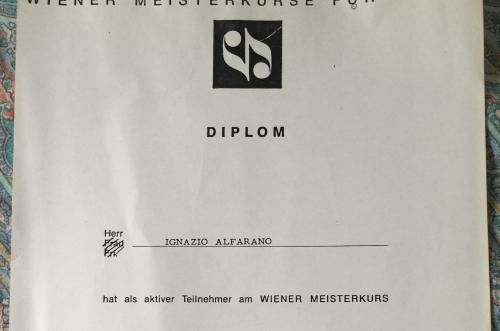 WIENER MEISTERKURSE FÜR
DIPLOM
Herr
Frau
Frl.
IGNAZIO ALFARANO
hat als aktiver Teilnehmer am WIENER MEISTERKURS